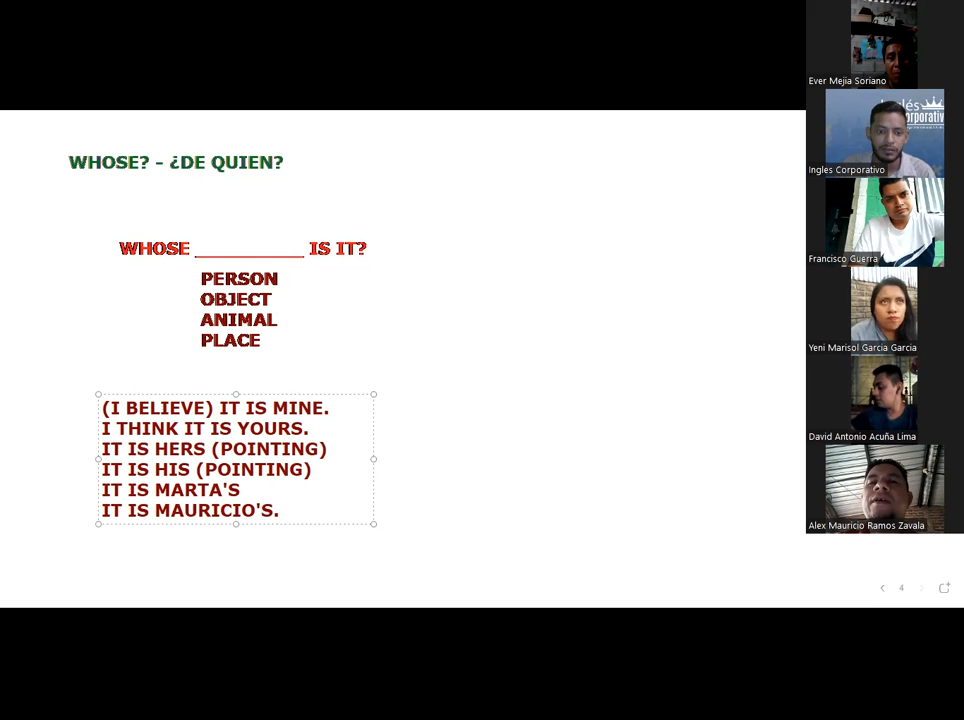 WHOSE? - ¿DE QUIEN?
WHOSE __________ IS IT?
PERSON
OBJECT
ANIMAL
PLACE
(I BELIEVE) IT IS MINE.
I THINK IT IS YOURS.
IT IS HERS (POINTING)
IT IS HIS (POINTING)
IT IS MARTA'S
IT IS MAURICIO'S.
4
Ever Mejia Soriano
Ingles Corporativo
Francisco Guerra
Yeni Marisol Garcia Garcia
David Antonio Acuña Lima
Alex Mauricio Ramos Zavala